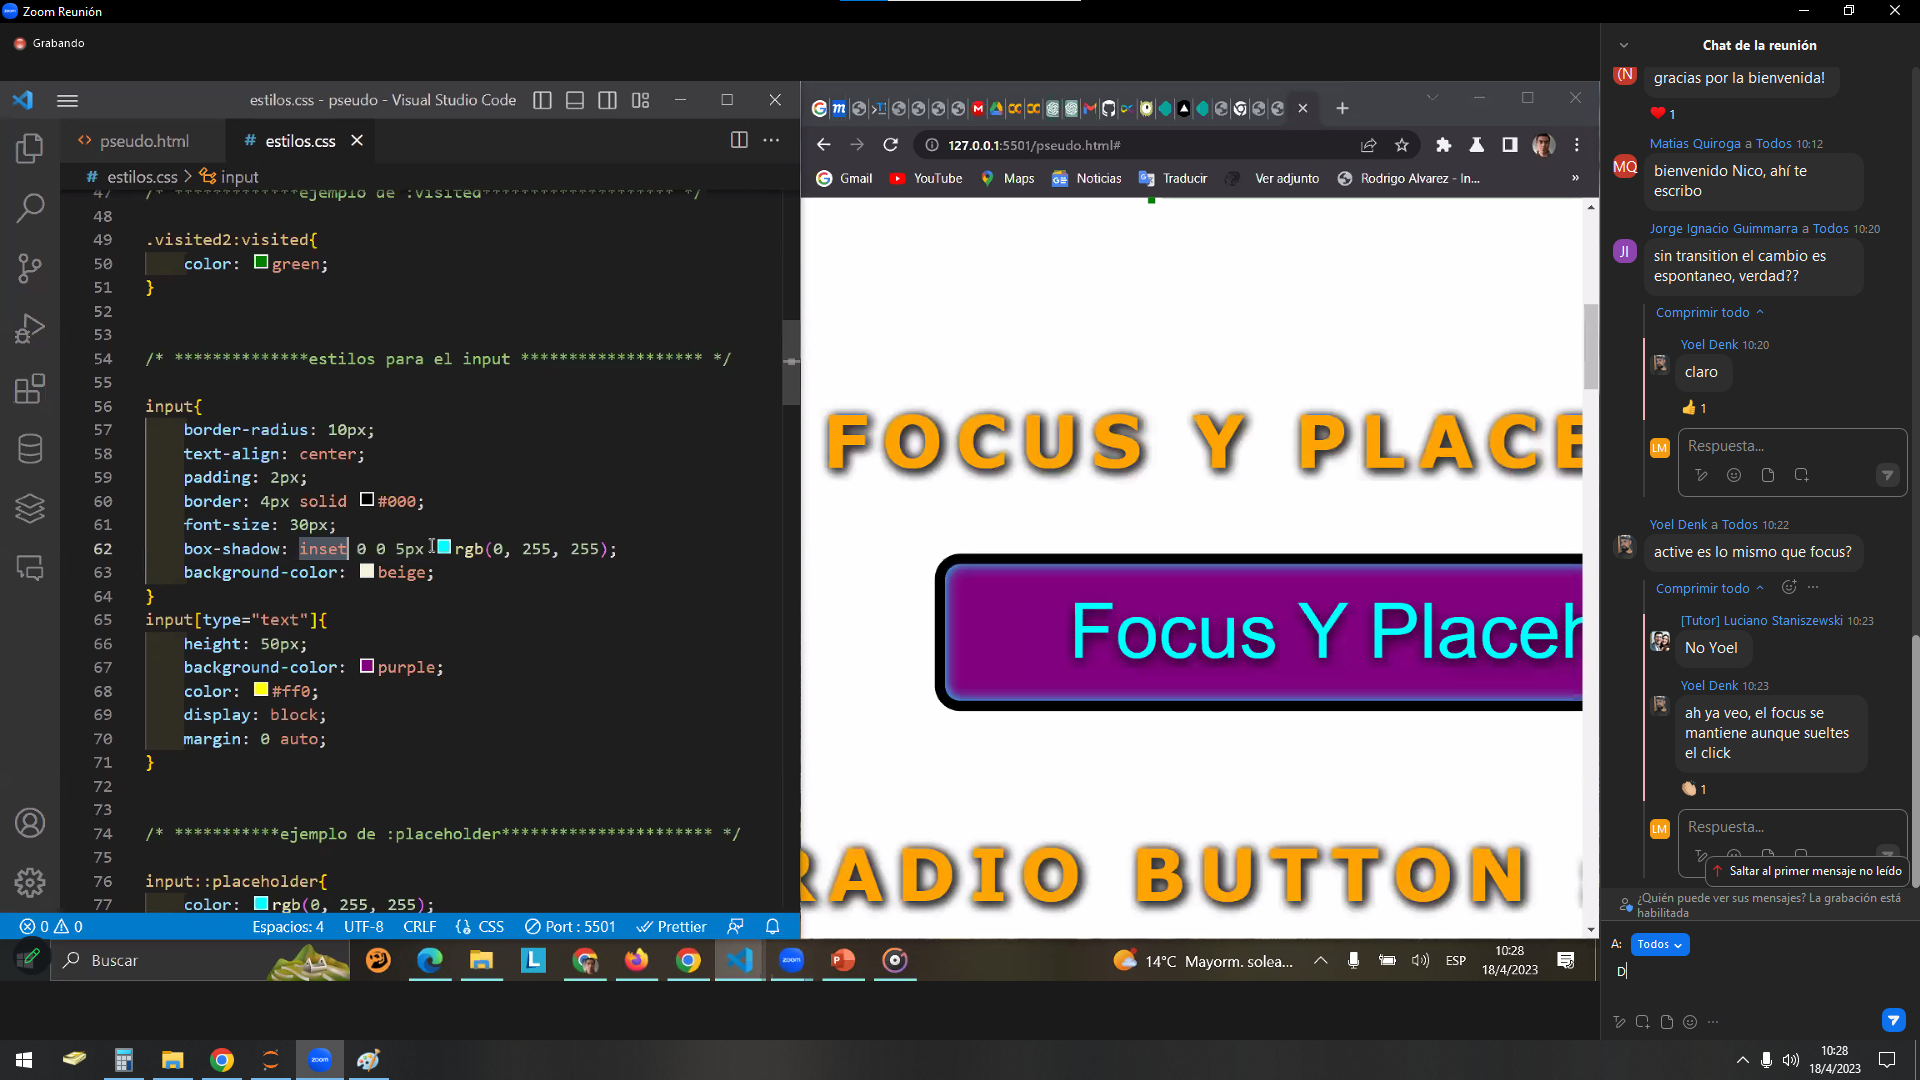 Zoom Reunión
Grabando
estilos.css - pseudo - Visual Studio Code
pseudo.html
# estilos.css
# estilos.css > input
47 /* *************ejemplo de :visited******************** */
48
49 .visited2:visited{
50 color: green;
51 }
52
53
54 /* **************estilos para el input ******************* */
55
56 input{
57 border-radius: 10px;
58 text-align: center;
59 padding: 2px;
60 border: 4px solid #000;
61 font-size: 30px;
62 box-shadow: inset 0 0 5px rgb(0, 255, 255);
63 background-color: beige;
64 }
65 input[type="text"]{
66 height: 50px;
67 background-color: purple;
68 color: #ff0;
69 display: block;
70 margin: 0 auto;
71 }
72
73
74 /* ***********ejemplo de :placeholder********************** */
75
76 input::placeholder{
77 color: rgb(0, 255, 255);
0 0
Espacios: 4
UTF-8
CRLF
CSS
Port : 5501
Prettier
127.0.0.1:5501/pseudo.html#
Gmail
YouTube
Maps
Noticias
Traducir
Ver adjunto
Rodrigo Alvarez - In...
»
FOCUS Y PLACE
Focus Y Placeh
RADIO BUTTON
Buscar
14°C Mayorm. solea...
ESP
10:28
18/4/2023
Chat de la reunión
(N
gracias por la bienvenida!
1
Matias Quiroga a Todos 10:12
MQ
bienvenido Nico, ahí te
escribo
Jorge Ignacio Guimmarra a Todos 10:20
JI
sin transition el cambio es
espontaneo, verdad??
Comprimir todo
Yoel Denk 10:20
claro
1
LM
Respuesta...
Yoel Denk a Todos 10:22
active es lo mismo que focus?
Comprimir todo
[Tutor] Luciano Staniszewski 10:23
No Yoel
Yoel Denk 10:23
ah ya veo, el focus se
mantiene aunque sueltes
el click
1
LM
Respuesta...
Saltar al primer mensaje no leído
¿Quién puede ver sus mensajes? La grabación está
habilitada
A: Todos
D
10:28
18/4/2023
zoom